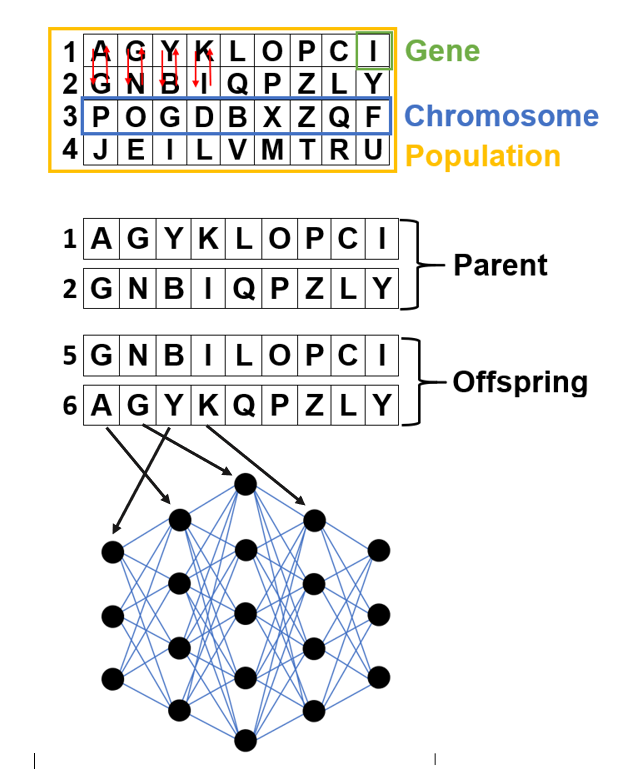 1 A G Y K L O P C I Gene
2 G N B I Q P Z L Y
3 P O G D B X Z Q F Chromosome
4 J E I L V M T R U Population
1 A G Y K L O P C I
Parent
2 G N B I Q P Z L Y
5 G N B I L O P C I
Offspring
6 A G Y K Q P Z L Y